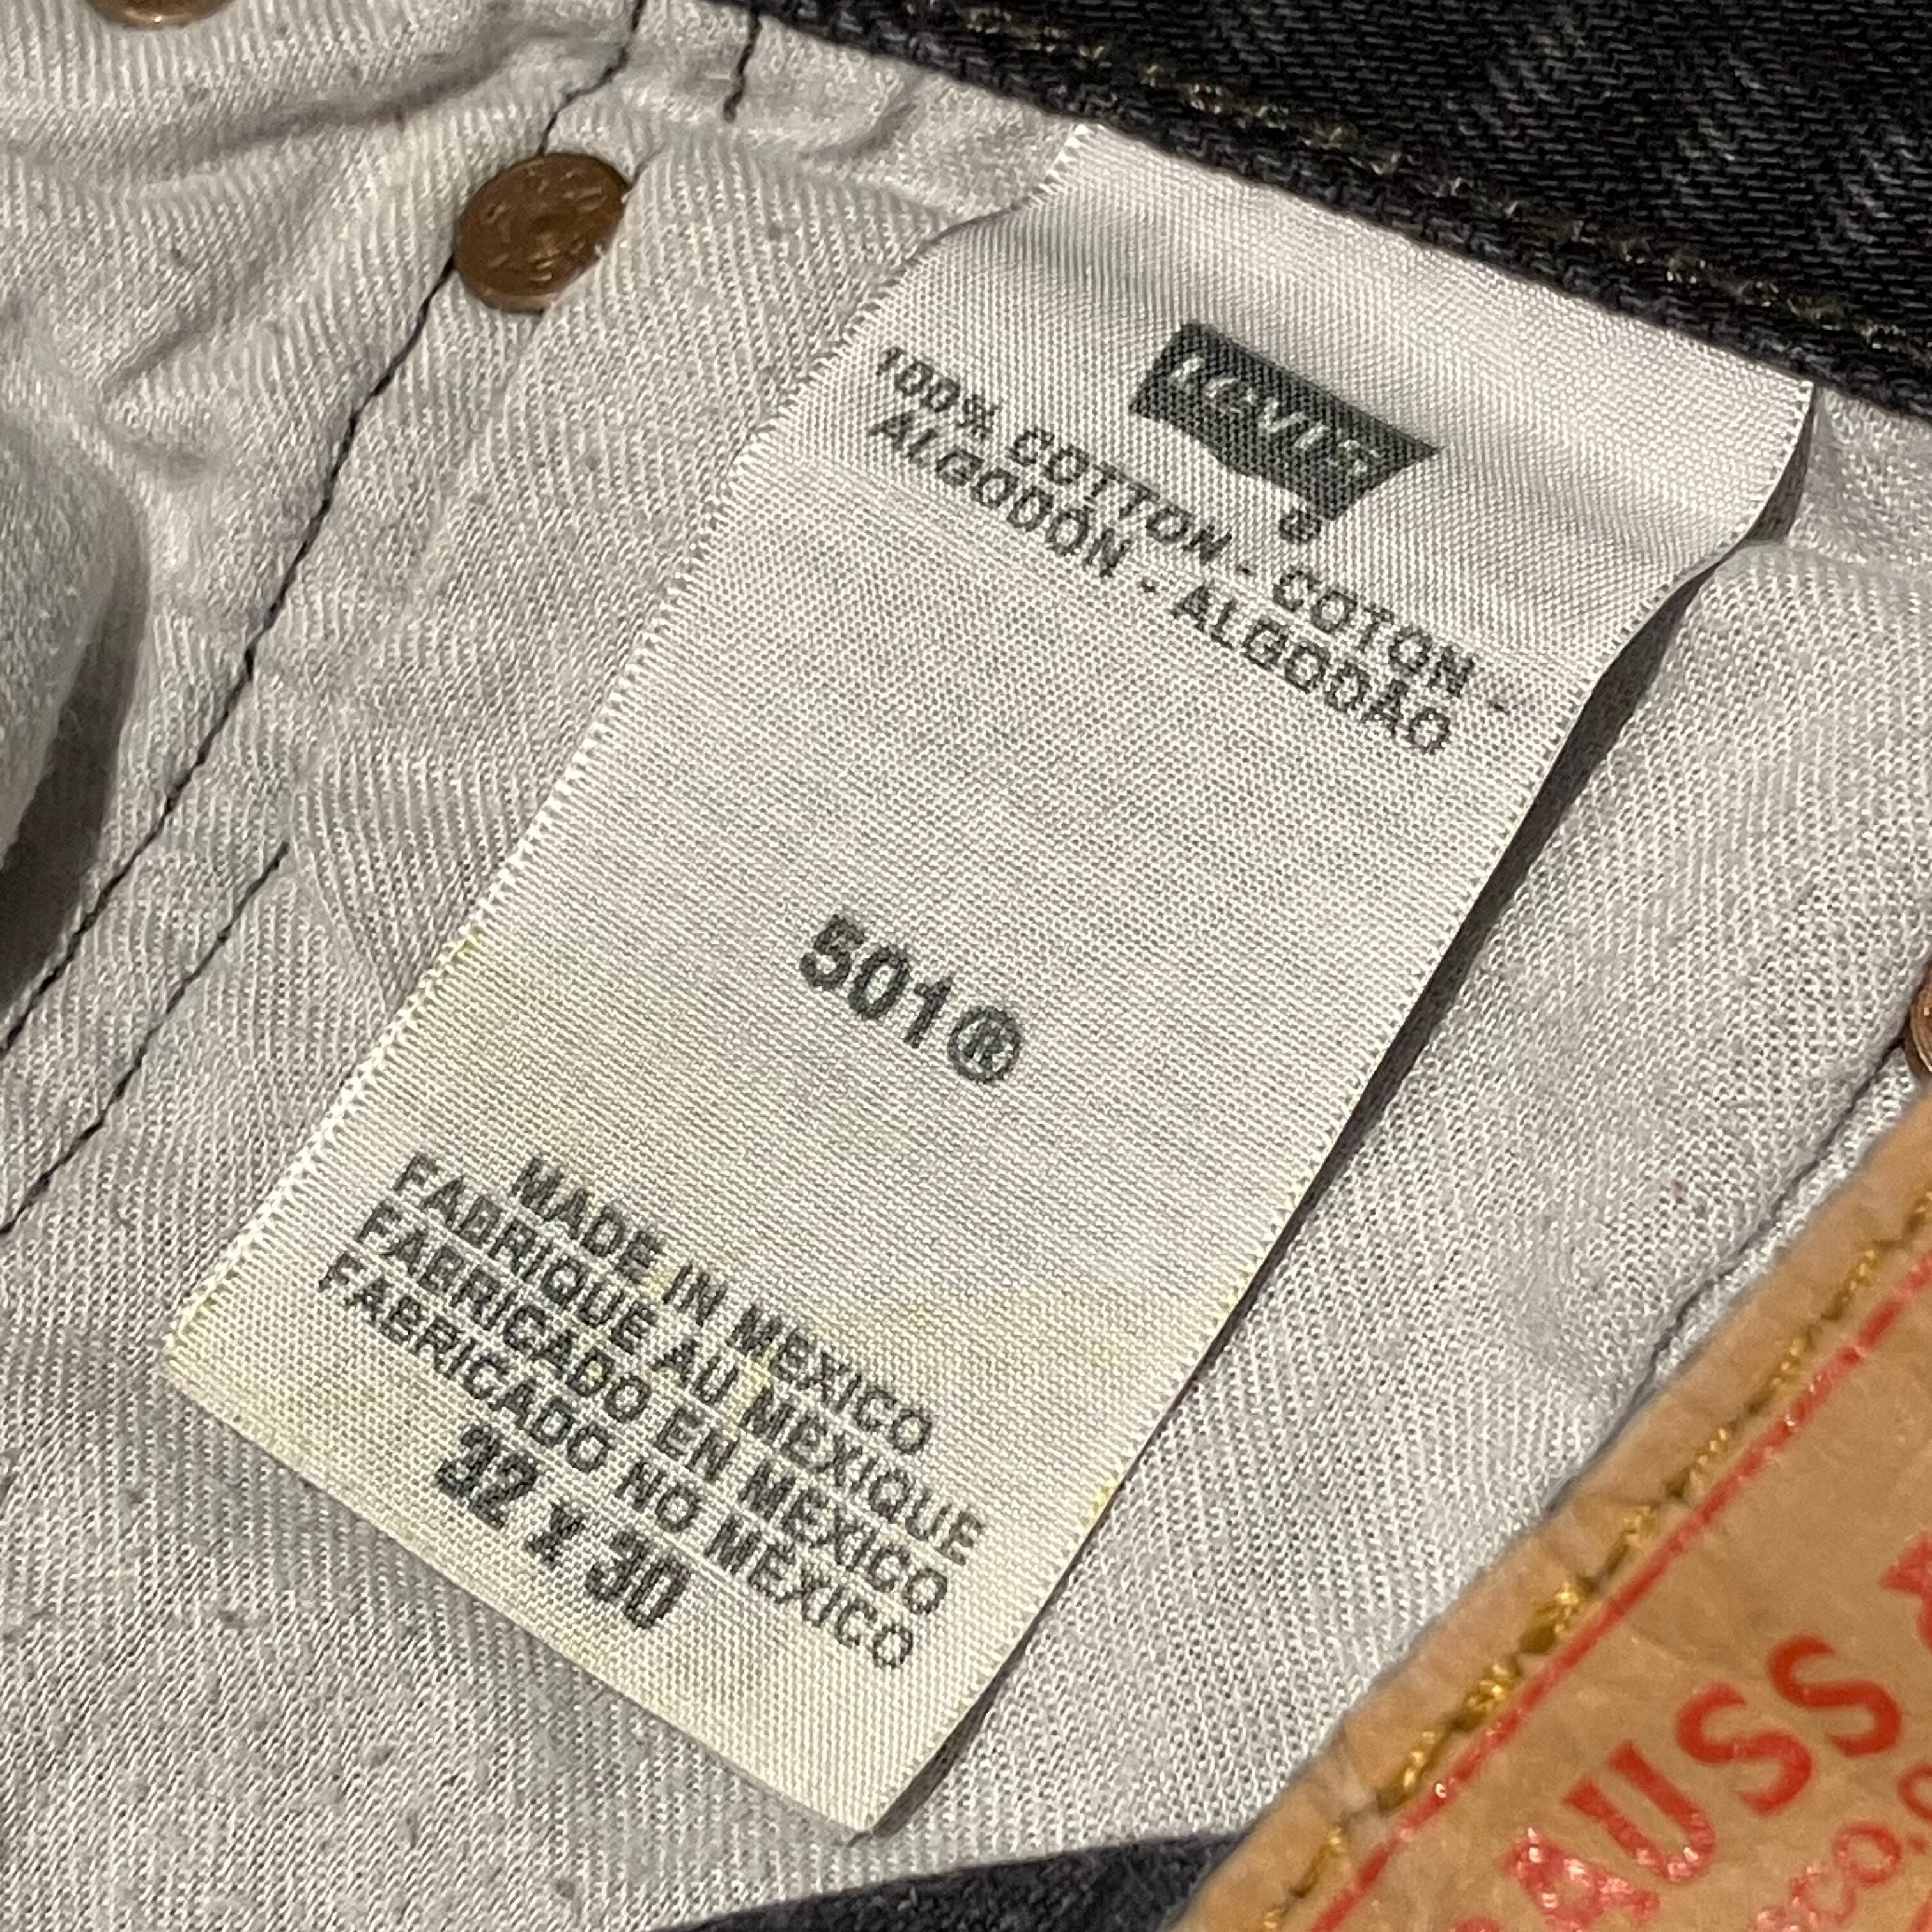 Levi's
®
100% COTTON - COTON -
ALGODÓN - ALGODÃO
501®
MADE IN MEXICO
FABRIQUE AU MEXIQUE
FABRICADO EN MEXICO
FABRICADO NO MÉXICO
32 x 30
AUSS